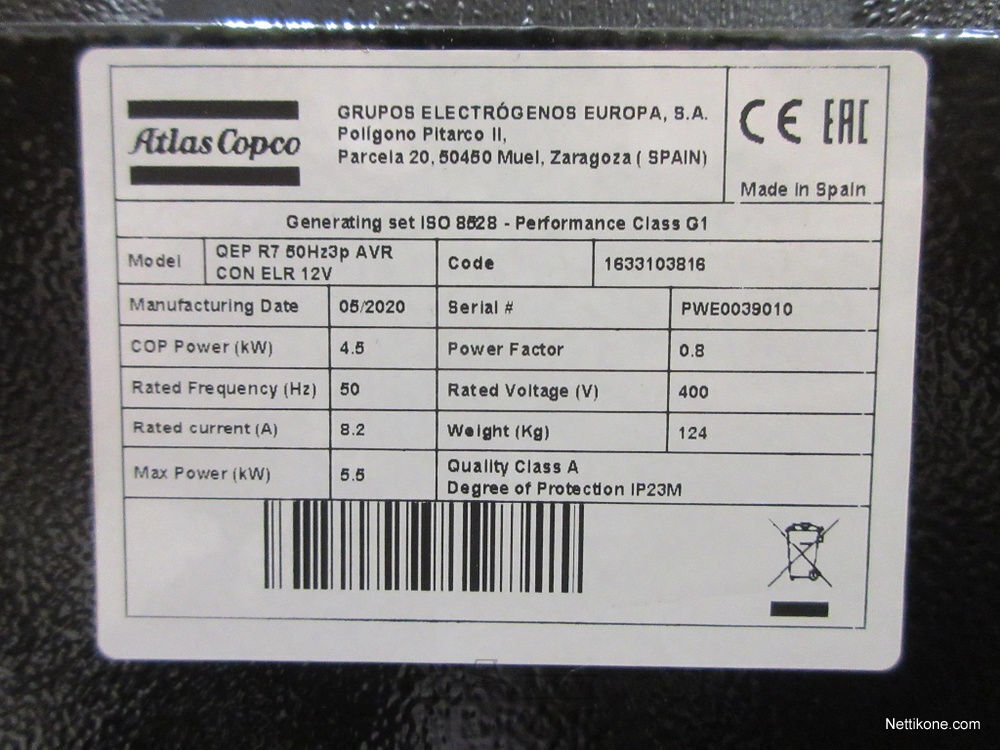 Atlas Copco
GRUPOS ELECTRÓGENOS EUROPA, S.A.
Polígono Pitarco II,
Parcela 20, 50450 Muel, Zaragoza ( SPAIN)
CE EAC
Made in Spain
Generating set ISO 8528 - Performance Class G1
Model
QEP R7 50Hz3p AVR
CON ELR 12V
Code
1633103816
Manufacturing Date 05/2020 Serial # PWE0039010
COP Power (kW) 4.5 Power Factor 0.8
Rated Frequency (Hz) 50 Rated Voltage (V) 400
Rated current (A) 8.2 Weight (Kg) 124
Max Power (kW) 5.5
Quality Class A
Degree of Protection IP23M
Nettikone.com